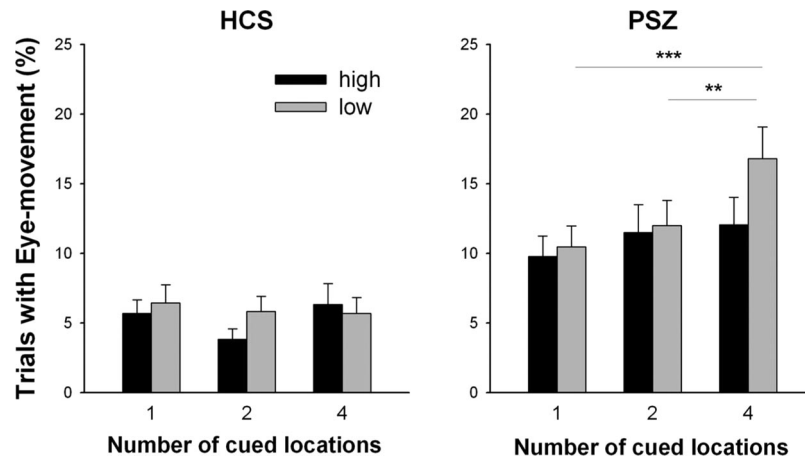 HCS
PSZ
Trials with Eye-movement (%)
25
20
15
10
5
0
high
low
1 2 4
Number of cued locations
25
20
15
10
5
0
***
**
1 2 4
Number of cued locations